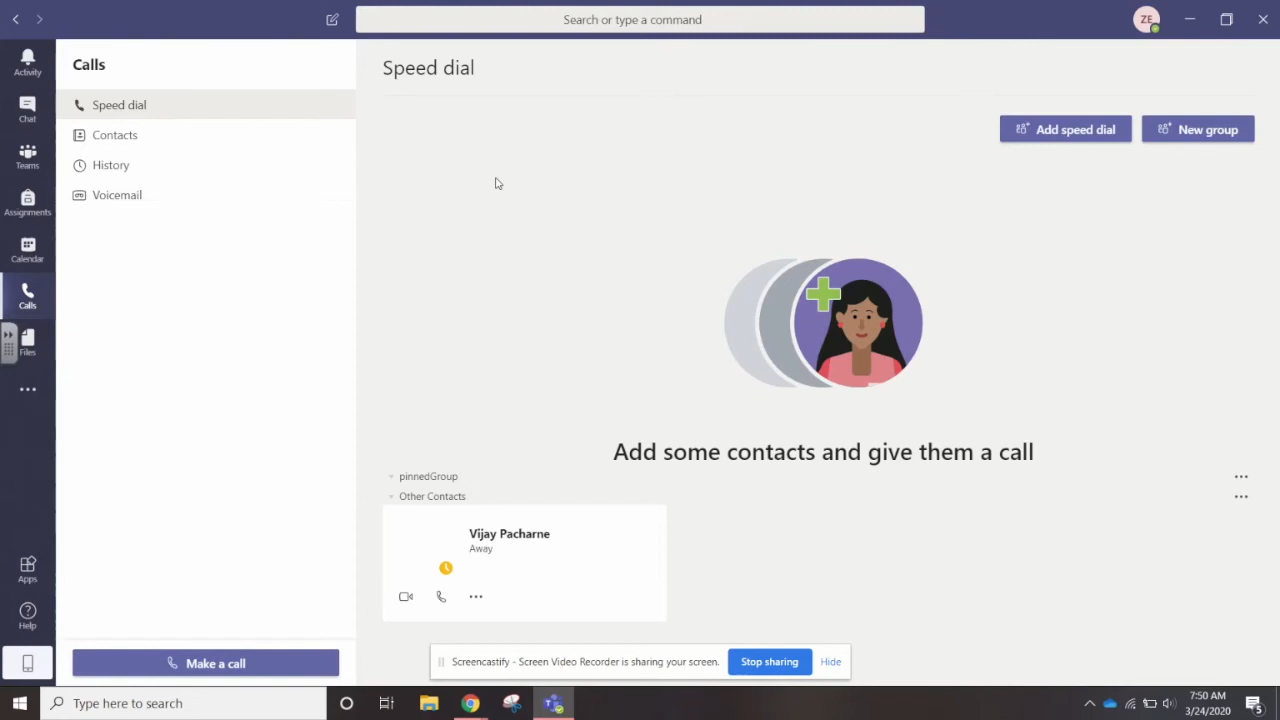 Search or type a command
ZE
Activity
Chat
Teams
Assignments
Calendar
Calls
Files
Apps
Help
Calls
Speed dial
Contacts
History
Voicemail
Make a call
Speed dial
Add speed dial
New group
Add some contacts and give them a call
pinnedGroup
Other Contacts
Vijay Pacharne
Away
Screencastify - Screen Video Recorder is sharing your screen.
Stop sharing
Hide
Type here to search
7:50 AM
3/24/2020
5